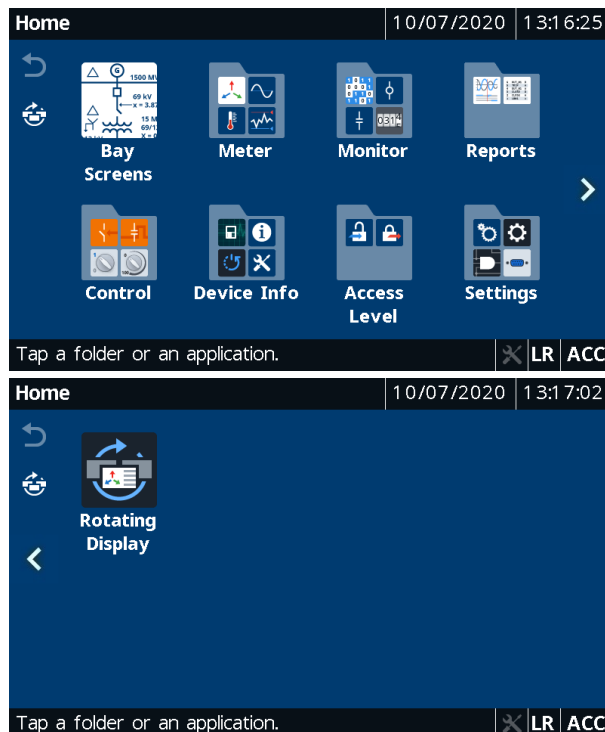 Home 10/07/2020 13:16:25
G 1500 MV
69 kV
x = 3.87
15 M
69/1
Bay Screens
Meter
Monitor
Reports
Control
Device Info
Access Level
Settings
Tap a folder or an application. LR ACC
Home 10/07/2020 13:17:02
Rotating Display
Tap a folder or an application. LR ACC